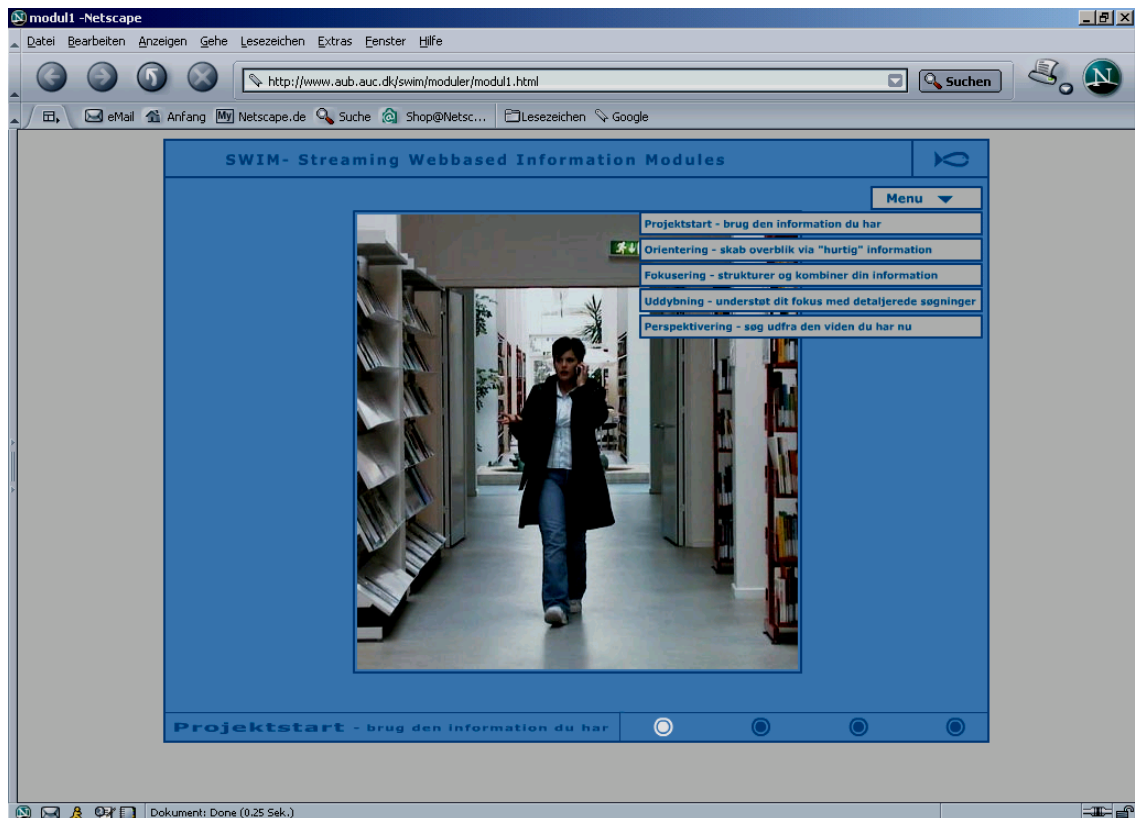 modul1 -Netscape
Datei Bearbeiten Anzeigen Gehe Lesezeichen Extras Fenster Hilfe
http://www.aub.auc.dk/swim/moduler/modul1.html Suchen N
eMail Anfang My Netscape.de Suche Shop@Netsc... Lesezeichen Google
SWIM- Streaming Webbased Information Modules
Menu
Projektstart - brug den information du har
Orientering - skab overblik via "hurtig" information
Fokusering - strukturer og kombiner din information
Uddybning - understøt dit fokus med detaljerede søgninger
Perspektivering - søg udfra den viden du har nu
Projektstart - brug den information du har
Dokument: Done (0.25 Sek.)